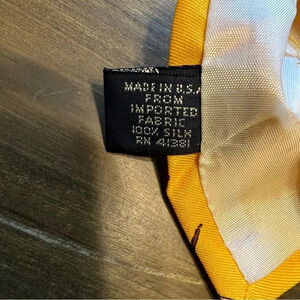 MADE IN U.S.A
FROM
IMPORTED
FABRIC
100% SILK
RN 41381